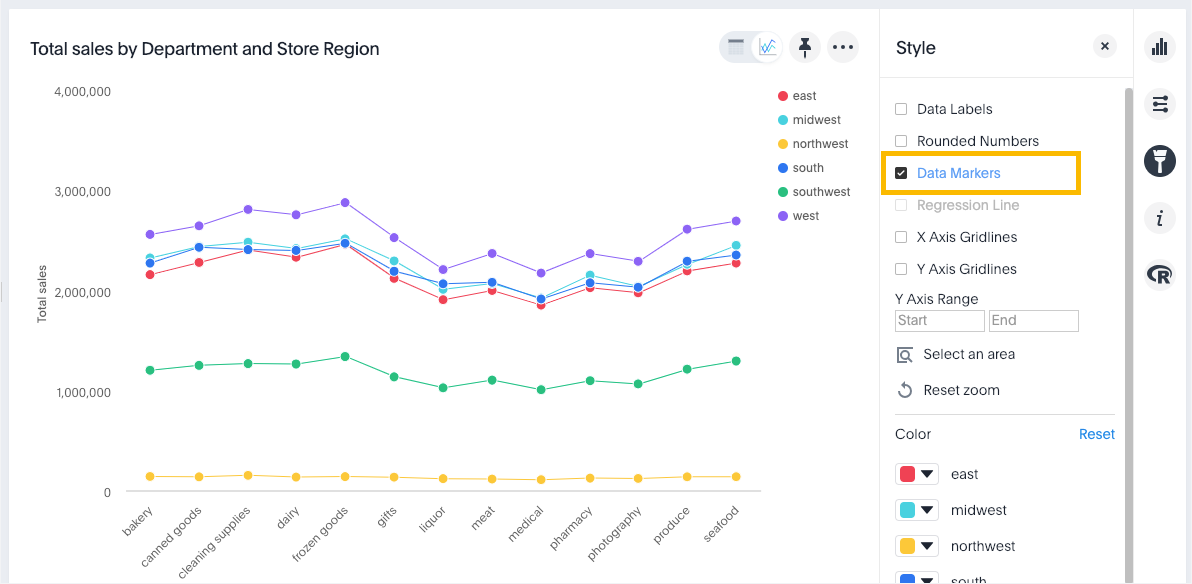 Total sales by Department and Store Region
4,000,000
3,000,000
2,000,000
1,000,000
0
Total sales
bakery
canned goods
cleaning supplies
dairy
frozen goods
gifts
liquor
meat
medical
pharmacy
photography
produce
seafood
east
midwest
northwest
south
southwest
west
Style
Data Labels
Rounded Numbers
Data Markers
Regression Line
X Axis Gridlines
Y Axis Gridlines
Y Axis Range
Start End
Select an area
Reset zoom
Color Reset
east
midwest
northwest
south
i
R